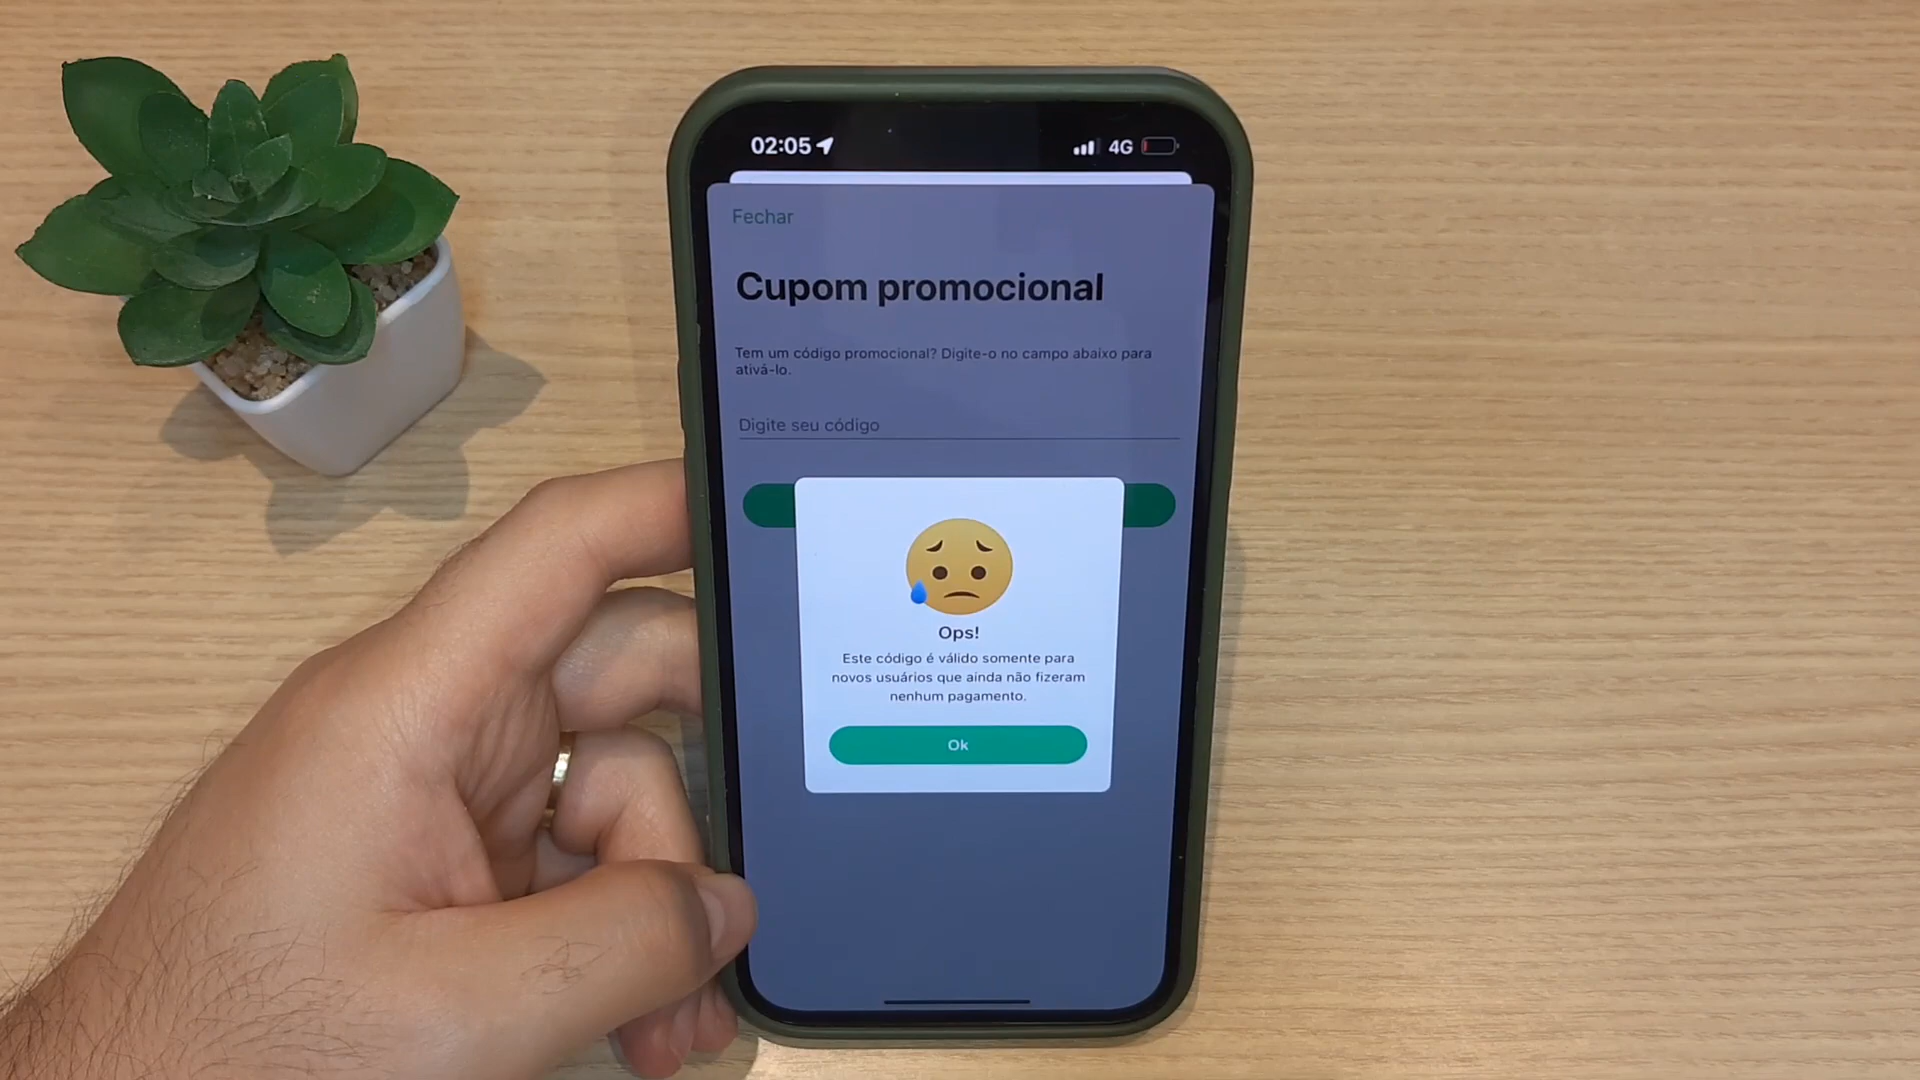 02:05
4G
Fechar
Cupom promocional
Tem um código promocional? Digite-o no campo abaixo para
ativá-lo.
Digite seu código
Ops!
Este código é válido somente para
novos usuários que ainda não fizeram
nenhum pagamento.
Ok